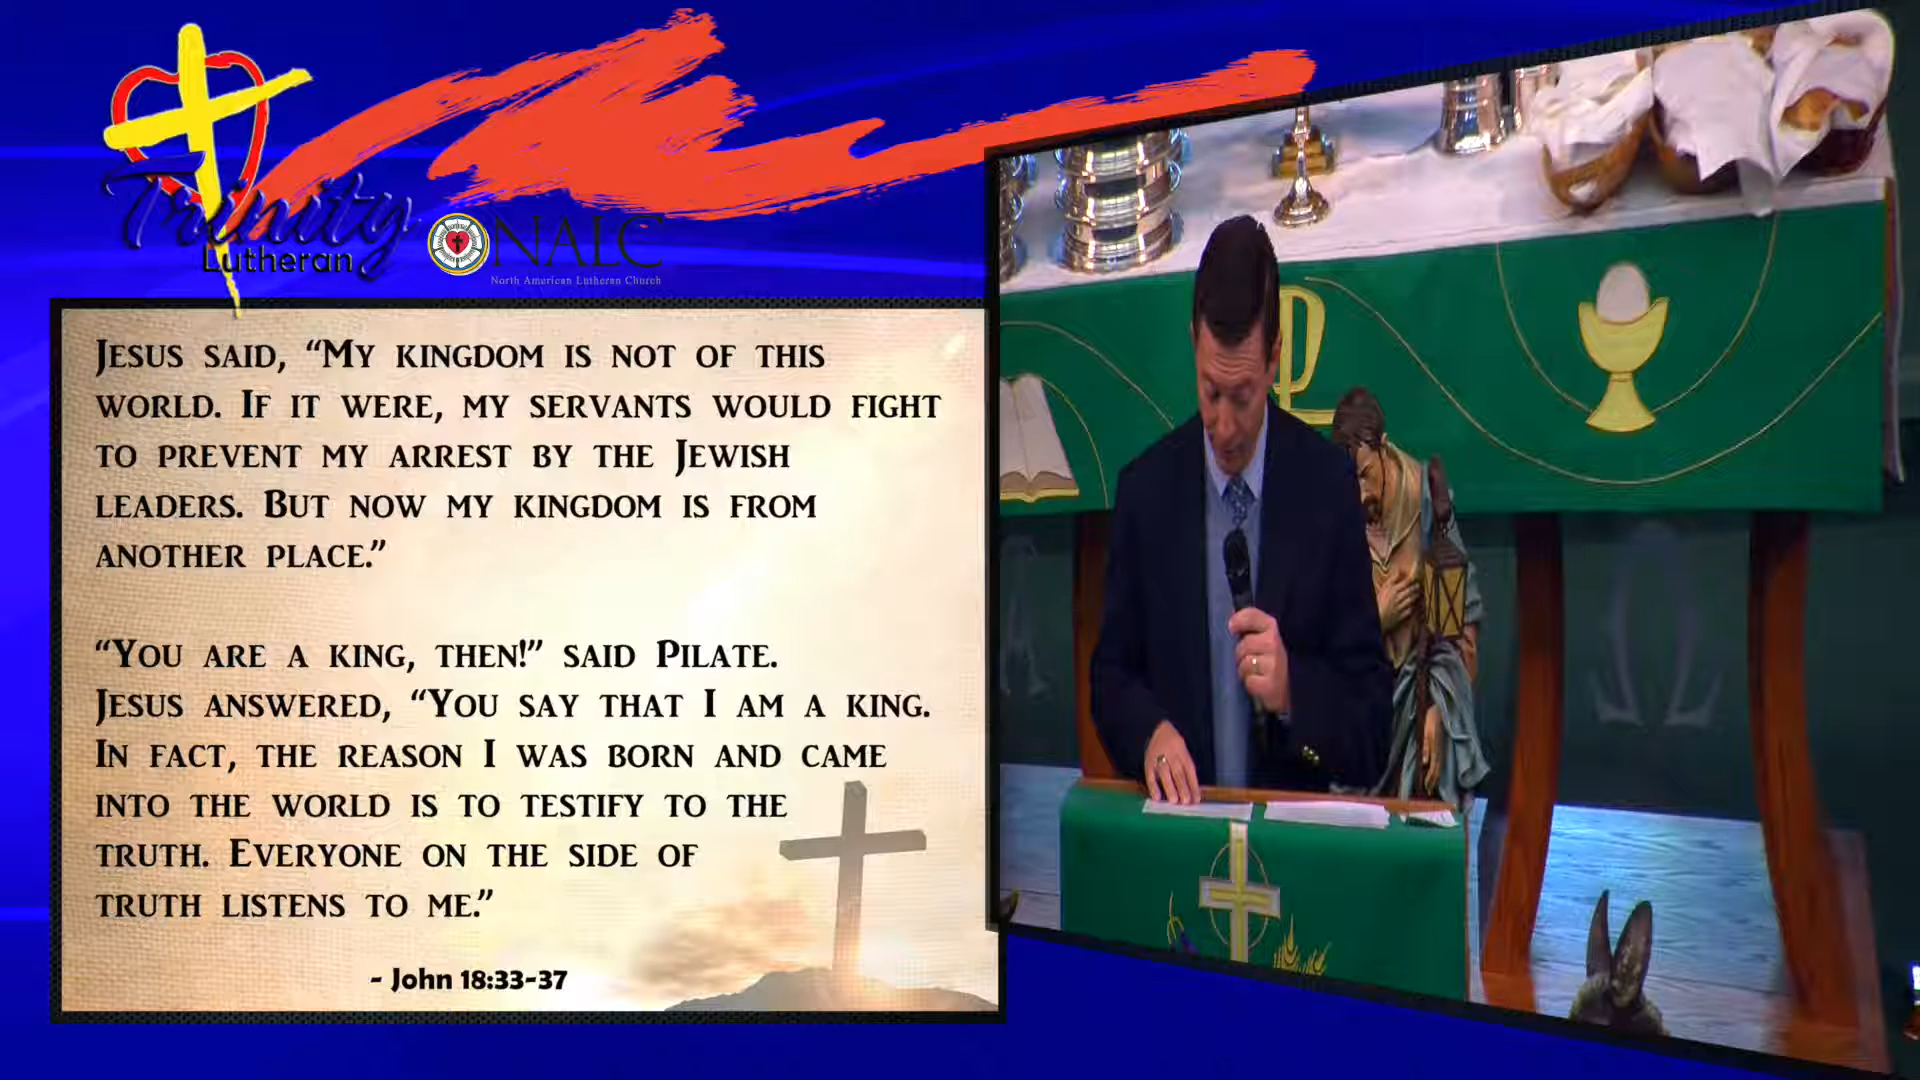 Trinity
Lutheran
NALC
North American Lutheran Church
Jesus said, “My kingdom is not of this
world. If it were, my servants would fight
to prevent my arrest by the Jewish
leaders. But now my kingdom is from
another place.”
“You are a king, then!” said Pilate.
Jesus answered, “You say that I am a king.
In fact, the reason I was born and came
into the world is to testify to the
truth. Everyone on the side of
truth listens to me.”
- John 18:33-37